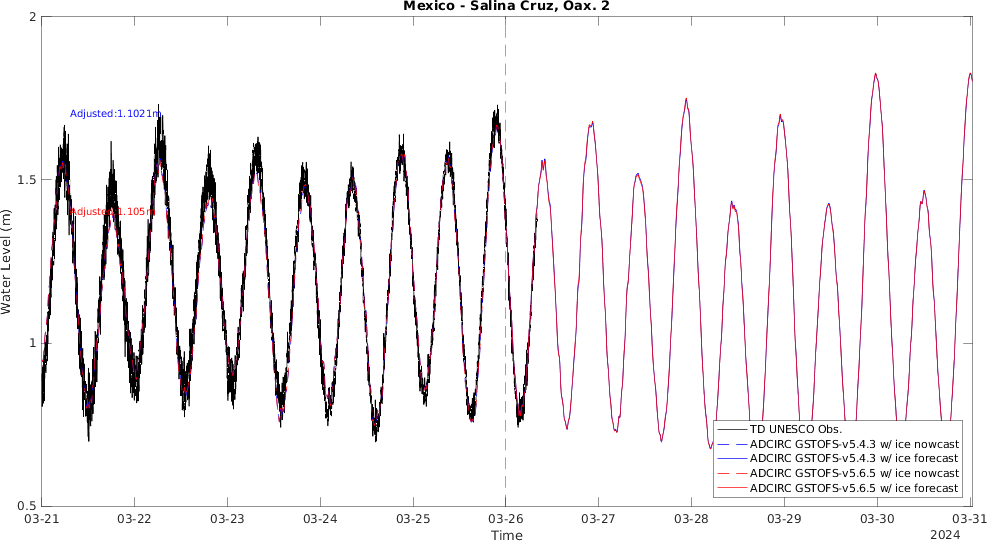 Mexico - Salina Cruz, Oax. 2
2
1.5
1
0.5
Water Level (m)
Adjusted:1.1021m
Adjusted:1.105m
TD UNESCO Obs.
ADCIRC GSTOFS-v5.4.3 w/ ice nowcast
ADCIRC GSTOFS-v5.4.3 w/ ice forecast
ADCIRC GSTOFS-v5.6.5 w/ ice nowcast
ADCIRC GSTOFS-v5.6.5 w/ ice forecast
03-21 03-22 03-23 03-24 03-25 03-26 03-27 03-28 03-29 03-30 03-31
Time
2024